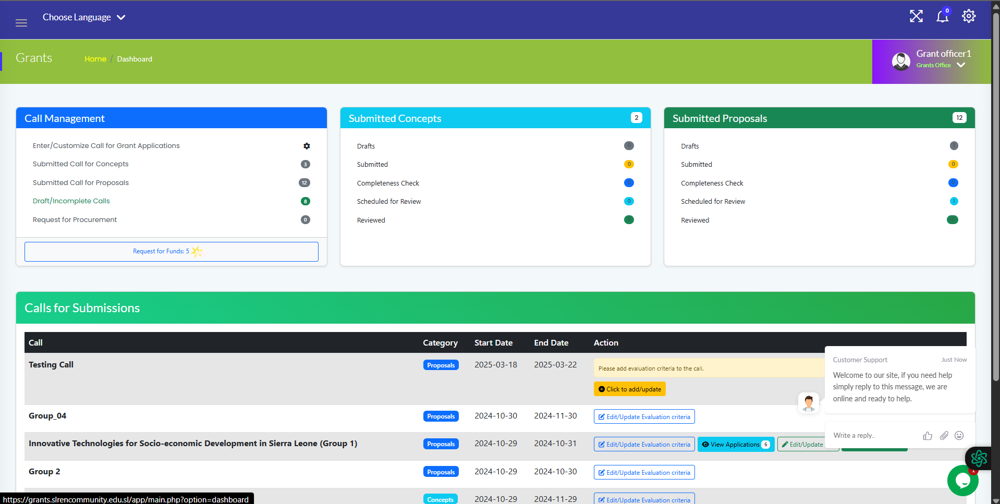 Choose Language
0
Grants
Home / Dashboard
Grant officer1
Grants Office
Call Management
Enter/Customize Call for Grant Applications
Submitted Call for Concepts 3
Submitted Call for Proposals 12
Draft/Incomplete Calls 8
Request for Procurement 0
Request for Funds: 5
Submitted Concepts 2
Drafts 0
Submitted 0
Completeness Check 0
Scheduled for Review 0
Reviewed 0
Submitted Proposals 12
Drafts 1
Submitted 0
Completeness Check 0
Scheduled for Review 1
Reviewed 10
Calls for Submissions
Call Category Start Date End Date Action
Testing Call Proposals 2025-03-18 2025-03-22 Please add evaluation criteria to the call.
Click to add/update
Group_04 Proposals 2024-10-30 2024-11-30 Edit/Update Evaluation criteria
Innovative Technologies for Socio-economic Development in Sierra Leone (Group 1) Proposals 2024-10-29 2024-10-31 Edit/Update Evaluation criteria View Applications 6 Edit/Update
Group 2 Proposals 2024-10-29 2024-10-30 Edit/Update Evaluation criteria
Concepts 2024-10-29 2024-11-29 Edit/Update Evaluation criteria
Customer Support Just Now
Welcome to our site, if you need help
simply reply to this message, we are
online and ready to help.
Write a reply..
1
https://grants.slrencommunity.edu.sl/app/main.php?option=dashboard